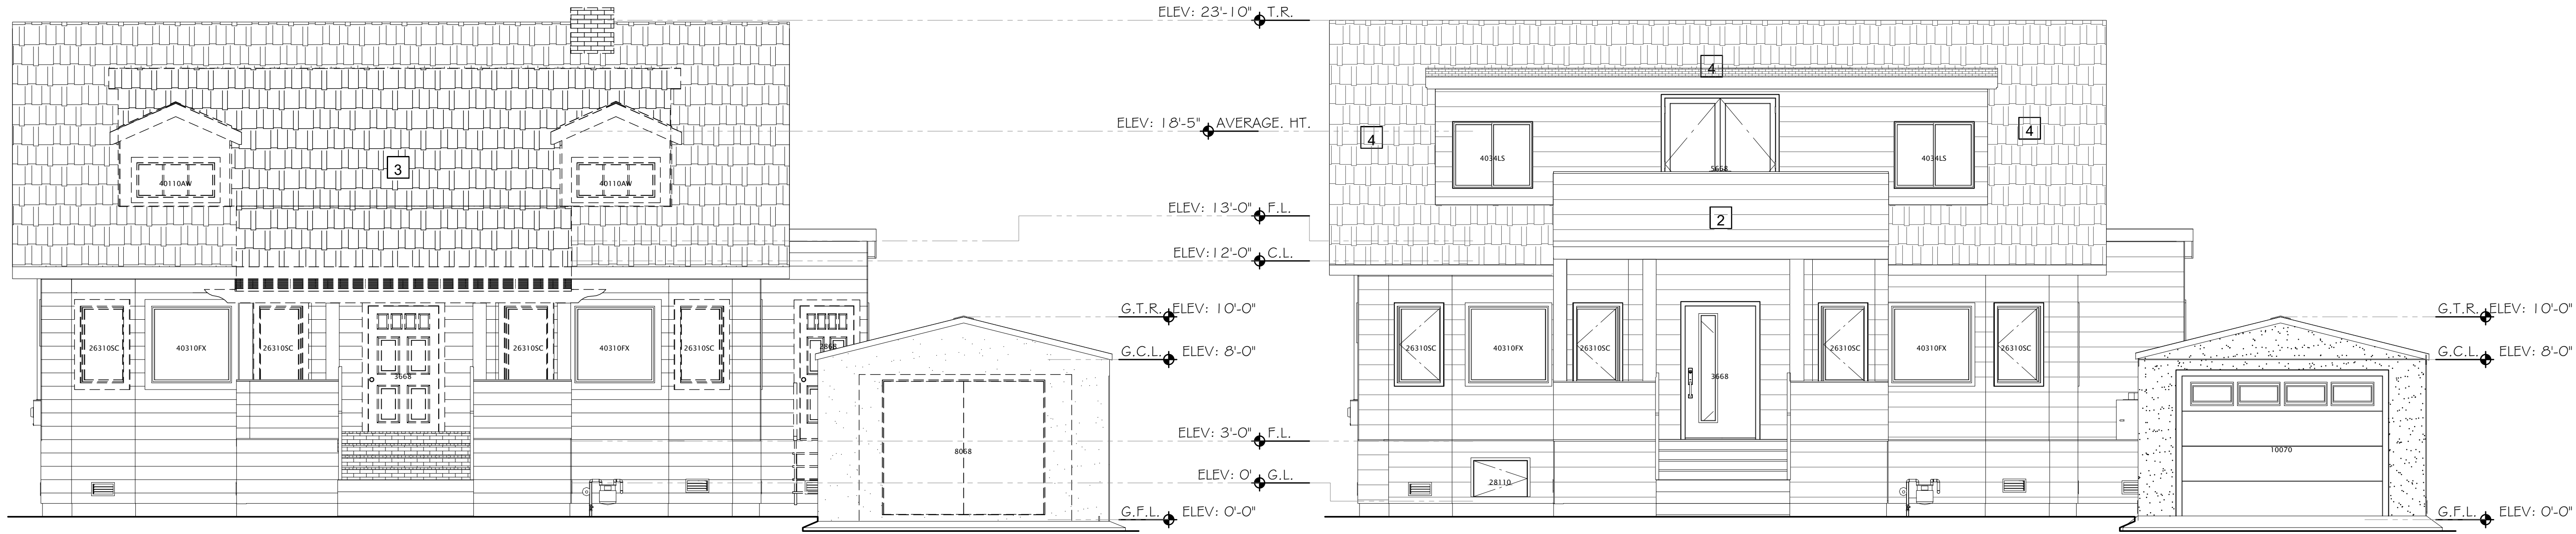 ELEV: 23'-10" T.R.
ELEV: 18'-5" AVERAGE. HT.
ELEV: 13'-0" F.L.
ELEV: 12'-0" C.L.
G.T.R. ELEV: 10'-0"
G.C.L. ELEV: 8'-0"
ELEV: 3'-0" F.L.
ELEV: 0' G.L.
G.F.L. ELEV: 0'-0"
3
40110AW
40110AW
26310SC
40310FX
26310SC
3668
26310SC
40310FX
26310SC
2868
8068
4
4
4
4034LS
5668
4034LS
2
26310SC
40310FX
26310SC
3668
26310SC
40310FX
26310SC
28110
10070
G.T.R. ELEV: 10'-0"
G.C.L. ELEV: 8'-0"
G.F.L. ELEV: 0'-0"